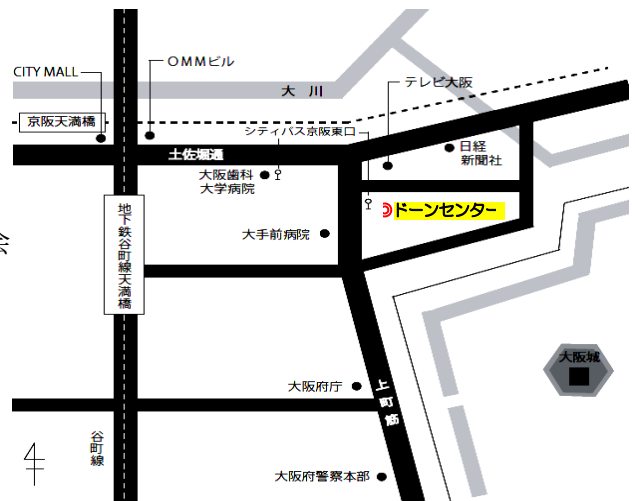 CITY MALL
OMMビル
大　川
テレビ大阪
京阪天満橋
シティバス京阪東口
土佐堀通
日経
新聞社
大阪歯科
大学病院
ドーンセンター
地下鉄谷町線天満橋
大手前病院
大阪城
大阪府庁
上町筋
谷町線
大阪府警察本部